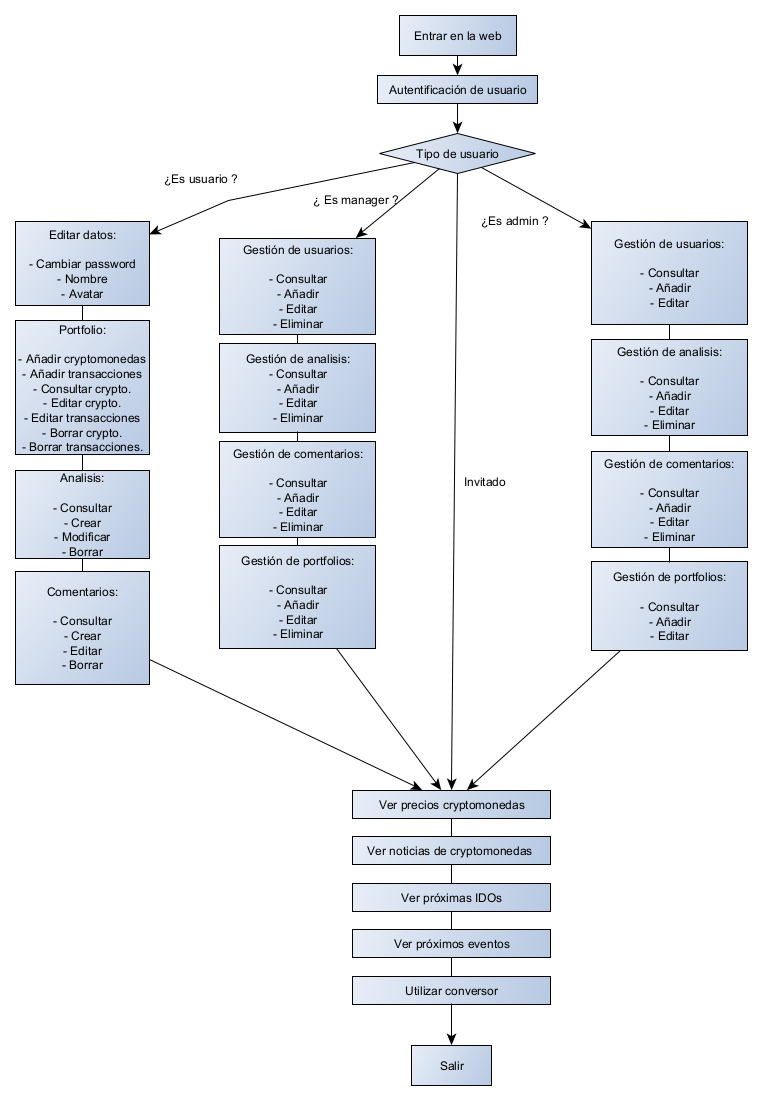 Entrar en la web
Autentificación de usuario
Tipo de usuario
¿Es usuario ?
¿ Es manager ?
¿Es admin ?
Invitado
Editar datos:
- Cambiar password
- Nombre
- Avatar
Portfolio:
- Añadir cryptomonedas
- Añadir transacciones
- Consultar crypto.
- Editar crypto.
- Editar transacciones
- Borrar crypto.
- Borrar transacciones.
Analisis:
- Consultar
- Crear
- Modificar
- Borrar
Comentarios:
- Consultar
- Crear
- Editar
- Borrar
Gestión de usuarios:
- Consultar
- Añadir
- Editar
- Eliminar
Gestión de analisis:
- Consultar
- Añadir
- Editar
- Eliminar
Gestión de comentarios:
- Consultar
- Añadir
- Editar
- Eliminar
Gestión de portfolios:
- Consultar
- Añadir
- Editar
- Eliminar
Gestión de usuarios:
- Consultar
- Añadir
- Editar
Gestión de analisis:
- Consultar
- Añadir
- Editar
- Eliminar
Gestión de comentarios:
- Consultar
- Añadir
- Editar
- Eliminar
Gestión de portfolios:
- Consultar
- Añadir
- Editar
Ver precios cryptomonedas
Ver noticias de cryptomonedas
Ver próximas IDOs
Ver próximos eventos
Utilizar conversor
Salir